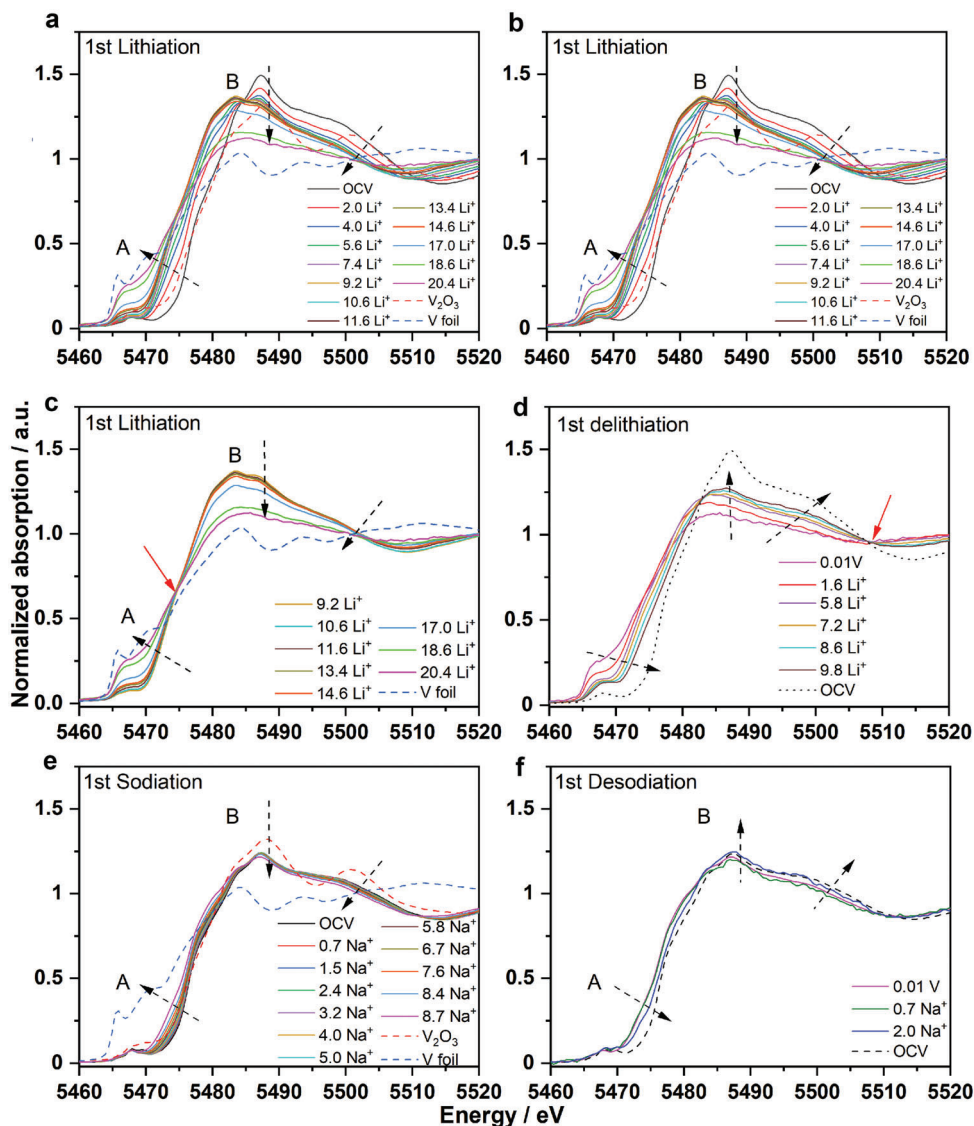 a
1st Lithiation
B
A
OCV
2.0 Li⁺ 13.4 Li⁺
4.0 Li⁺ 14.6 Li⁺
5.6 Li⁺ 17.0 Li⁺
7.4 Li⁺ 18.6 Li⁺
9.2 Li⁺ 20.4 Li⁺
10.6 Li⁺ V₂O₃
11.6 Li⁺ V foil
1.5
1.0
0.5
0
5460 5470 5480 5490 5500 5510 5520
b
1st Lithiation
B
A
OCV
2.0 Li⁺ 13.4 Li⁺
4.0 Li⁺ 14.6 Li⁺
5.6 Li⁺ 17.0 Li⁺
7.4 Li⁺ 18.6 Li⁺
9.2 Li⁺ 20.4 Li⁺
10.6 Li⁺ V₂O₃
11.6 Li⁺ V foil
1.5
1
0.5
0
5460 5470 5480 5490 5500 5510 5520
Normalized absorption / a.u.
c
1st Lithiation
B
A
9.2 Li⁺
10.6 Li⁺ 17.0 Li⁺
11.6 Li⁺ 18.6 Li⁺
13.4 Li⁺ 20.4 Li⁺
14.6 Li⁺ V foil
1.5
1.0
0.5
0.0
5460 5470 5480 5490 5500 5510 5520
d
1st delithiation
0.01V
1.6 Li⁺
5.8 Li⁺
7.2 Li⁺
8.6 Li⁺
9.8 Li⁺
OCV
1.5
1
0.5
0
5460 5470 5480 5490 5500 5510 5520
e
1st Sodiation
B
A
OCV 5.8 Na⁺
0.7 Na⁺ 6.7 Na⁺
1.5 Na⁺ 7.6 Na⁺
2.4 Na⁺ 8.4 Na⁺
3.2 Na⁺ 8.7 Na⁺
4.0 Na⁺ V₂O₃
5.0 Na⁺ V foil
1.5
1
0.5
0
5460 5470 5480 5490 5500 5510 5520
f
1st Desodiation
B
A
0.01 V
0.7 Na⁺
2.0 Na⁺
OCV
1.5
1
0.5
0
5460 5470 5480 5490 5500 5510 5520
Energy / eV